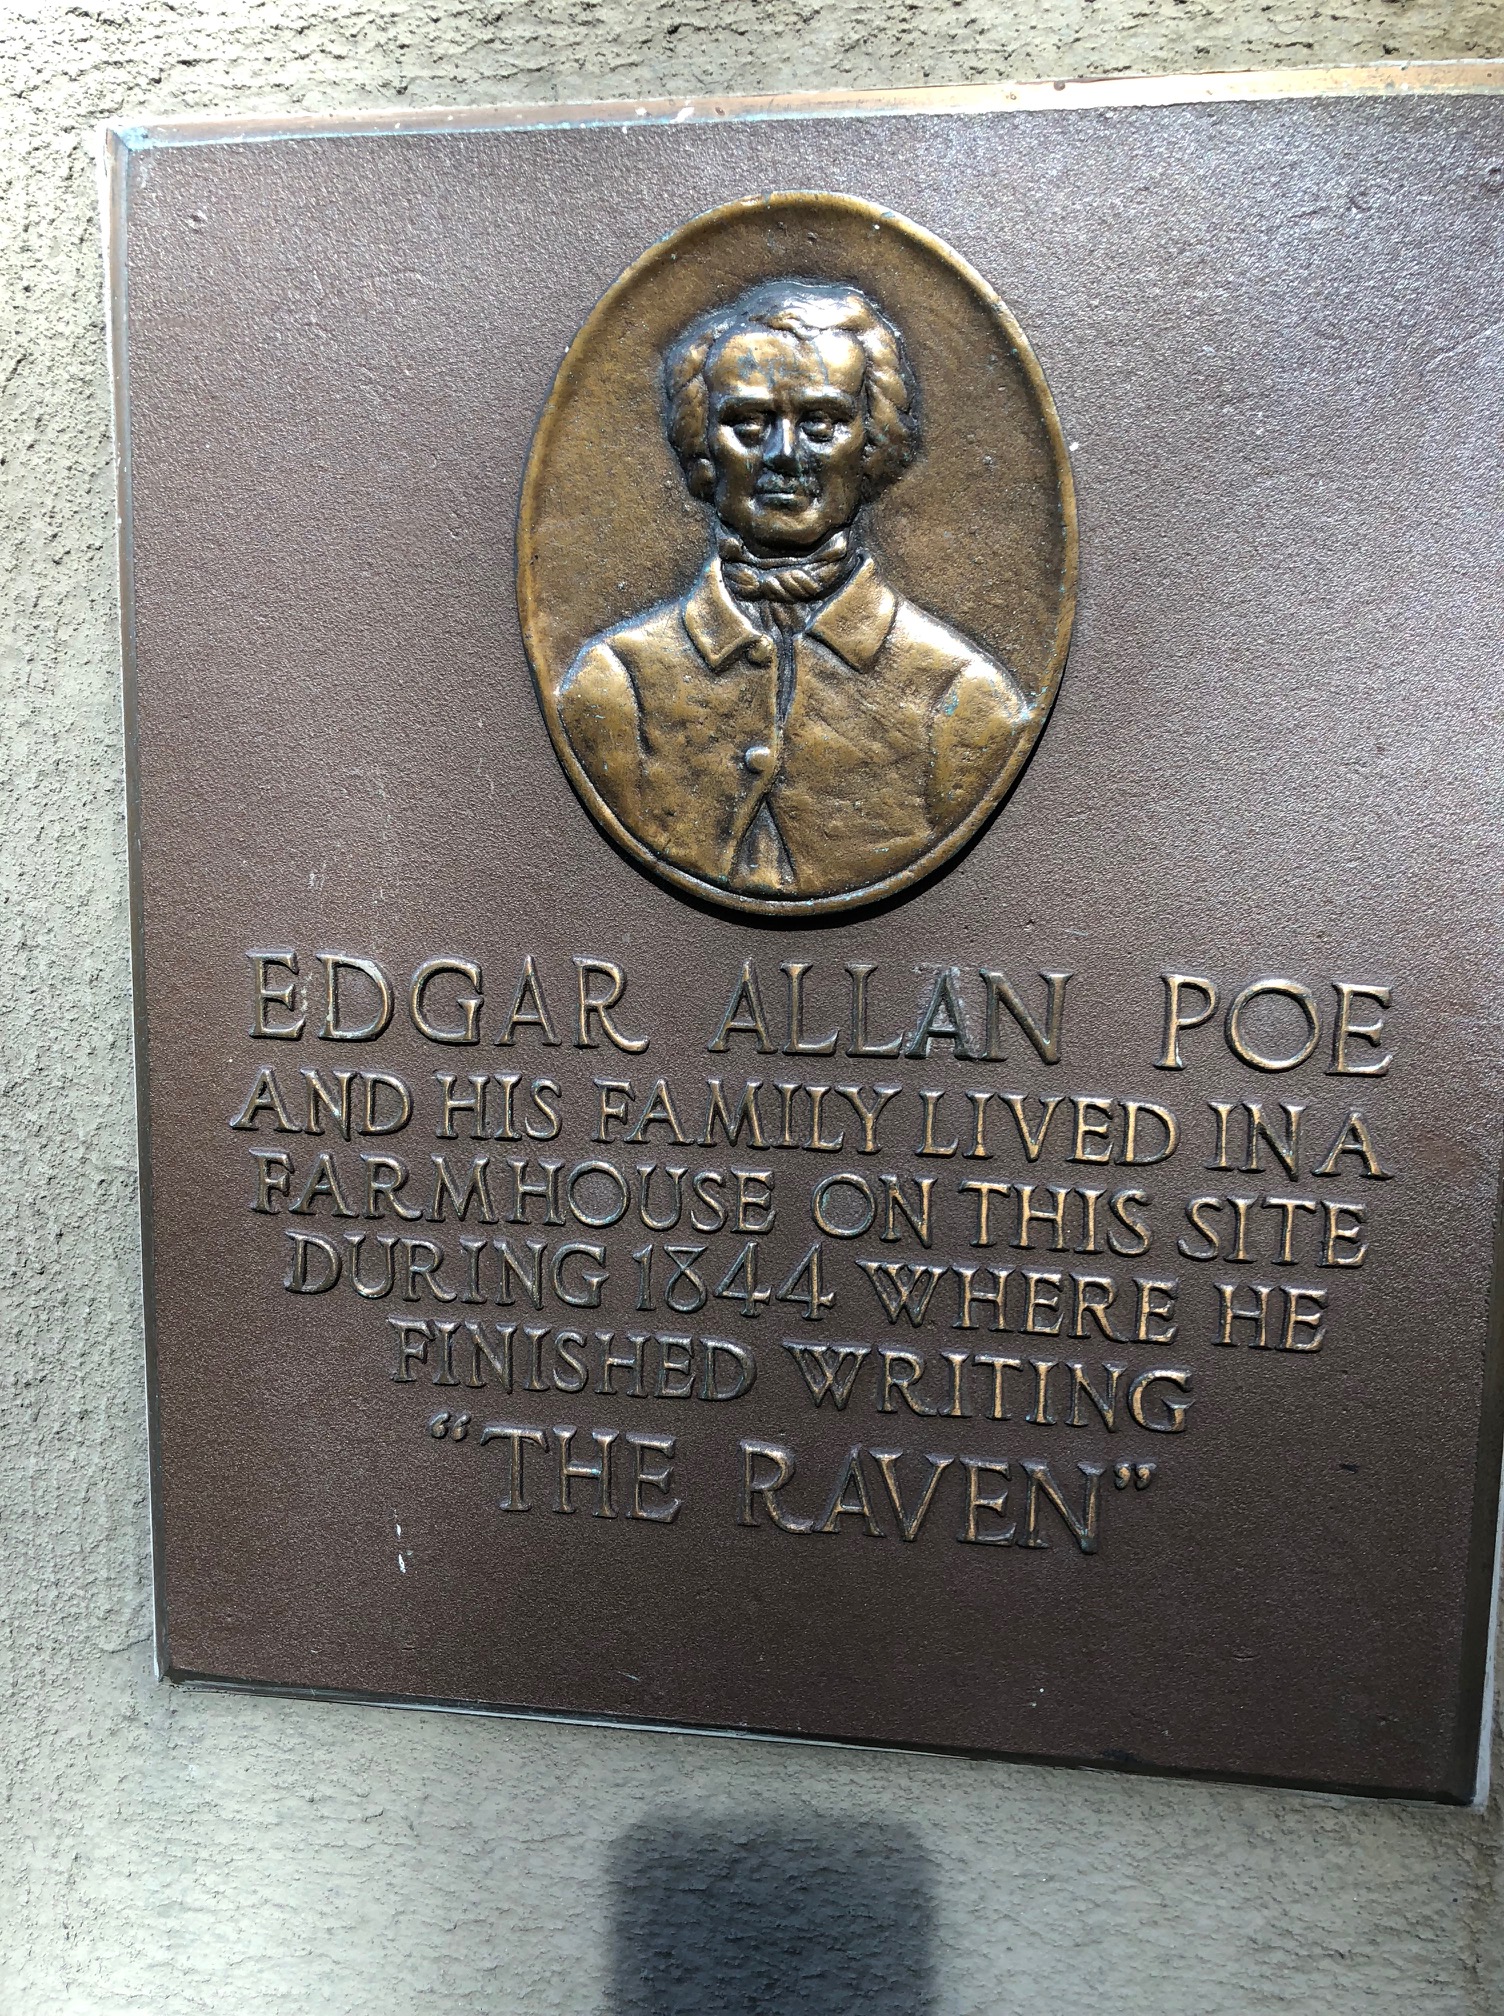 EDGAR ALLAN POE
AND HIS FAMILY LIVED IN A
FARMHOUSE ON THIS SITE
DURING 1844 WHERE HE
FINISHED WRITING
“THE RAVEN”